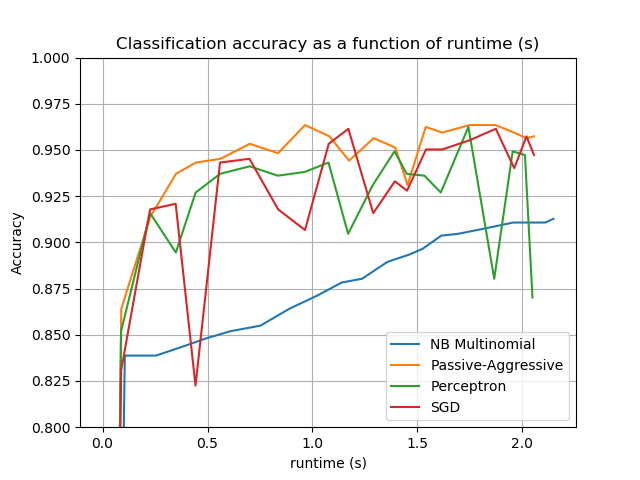 Classification accuracy as a function of runtime (s)
1.000
0.975
0.950
0.925
0.900
0.875
0.850
0.825
0.800
Accuracy
NB Multinomial
Passive-Aggressive
Perceptron
SGD
0.0 0.5 1.0 1.5 2.0
runtime (s)